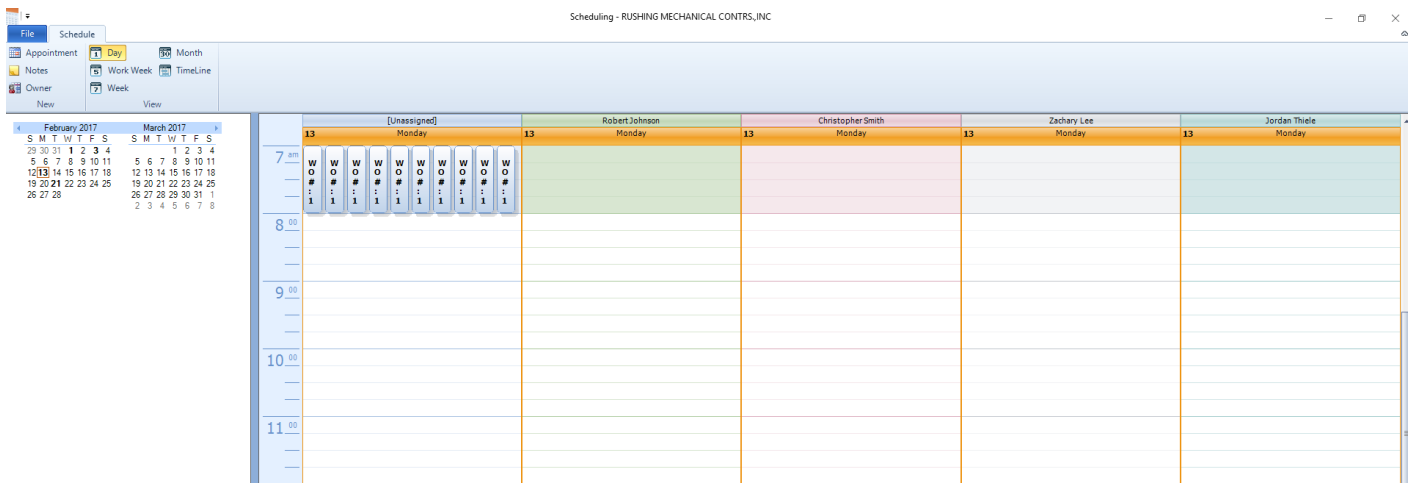 Scheduling - RUSHING MECHANICAL CONTRS.,INC
File Schedule
Appointment 1 Day 30 Month
Notes 5 Work Week TimeLine
Owner 7 Week
New View
February 2017 March 2017
S M T W T F S S M T W T F S
29 30 31 1 2 3 4 1 2 3 4
5 6 7 8 9 10 11 5 6 7 8 9 10 11
12 13 14 15 16 17 18 12 13 14 15 16 17 18
19 20 21 22 23 24 25 19 20 21 22 23 24 25
26 27 28 26 27 28 29 30 31 1
2 3 4 5 6 7 8
[Unassigned] Robert Johnson Christopher Smith Zachary Lee Jordan Thiele
13 Monday 13 Monday 13 Monday 13 Monday 13 Monday
7 am
WO#:1 WO#:1 WO#:1 WO#:1 WO#:1 WO#:1 WO#:1 WO#:1 WO#:1 WO#:1
8 00
9 00
10 00
11 00